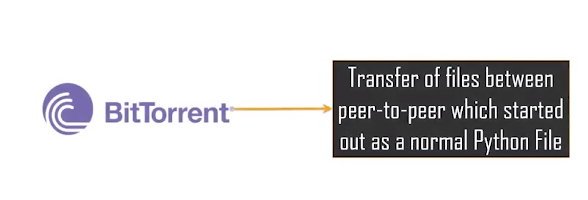 BitTorrent
Transfer of files between
peer-to-peer which started
out as a normal Python File